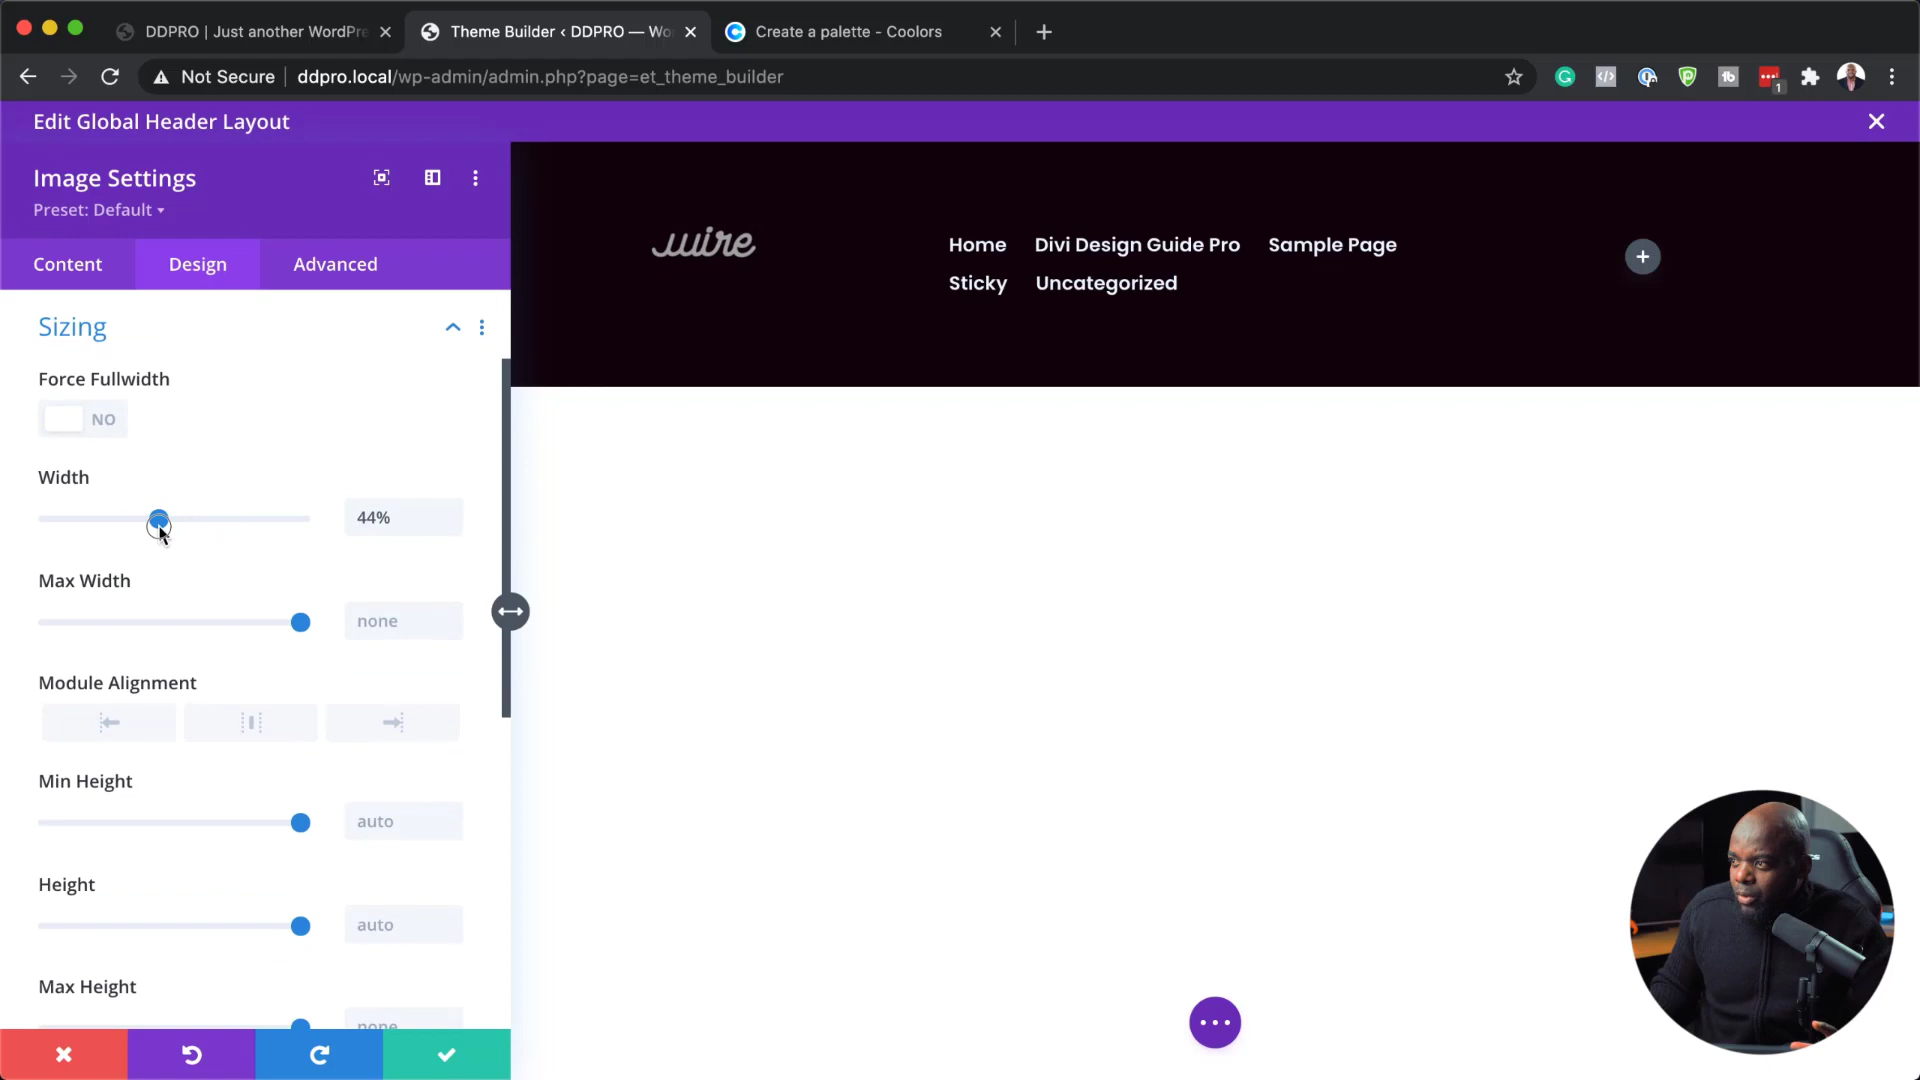 DDPRO | Just another WordPre
Theme Builder ‹ DDPRO — Wo
Create a palette - Coolors
Not Secure
ddpro.local/wp-admin/admin.php?page=et_theme_builder
1
Edit Global Header Layout
Image Settings
Preset: Default
Content
Design
Advanced
Sizing
Force Fullwidth
NO
Width
44%
Max Width
none
Module Alignment
Min Height
auto
Height
auto
Max Height
none
wire
Home
Divi Design Guide Pro
Sample Page
Sticky
Uncategorized